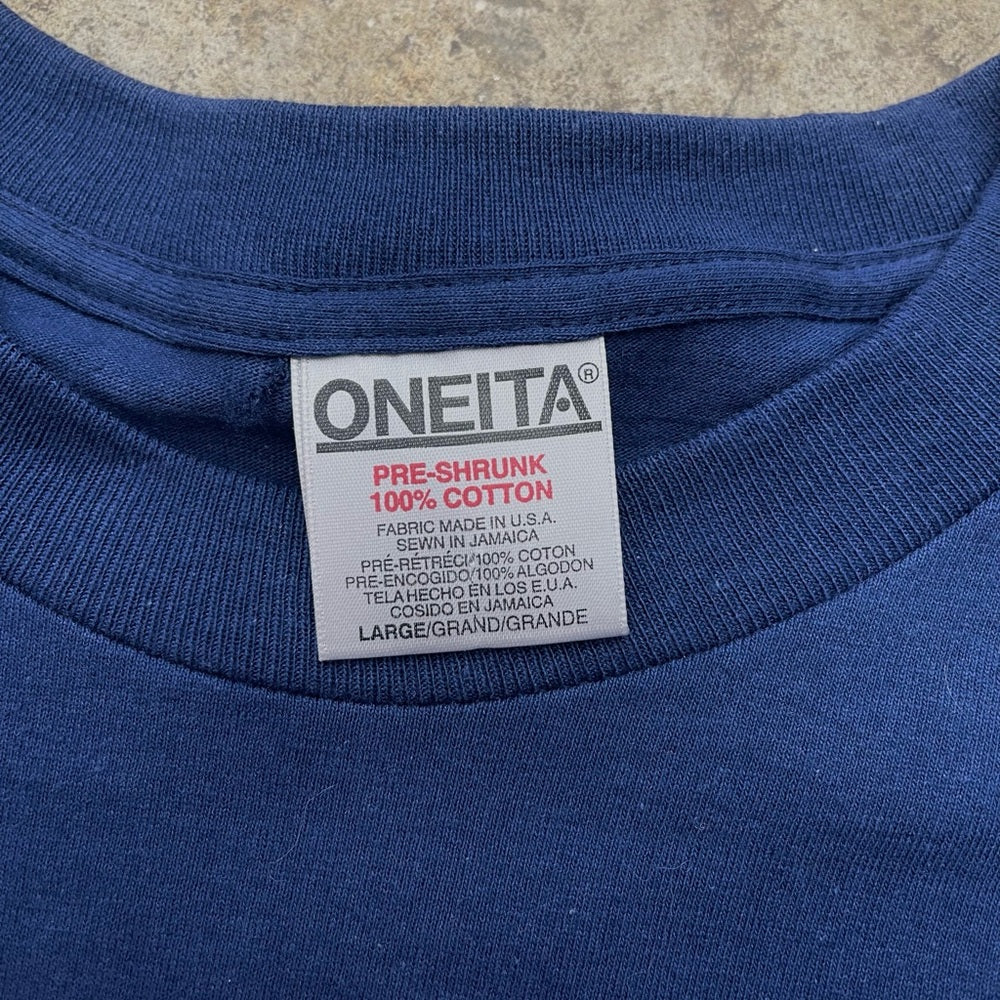 ONEITA®
PRE-SHRUNK
100% COTTON
FABRIC MADE IN U.S.A.
SEWN IN JAMAICA
PRÉ-RÉTRÉCI/100% COTON
PRE-ENCOGIDO/100% ALGODON
TELA HECHO EN LOS E.U.A.
COSIDO EN JAMAICA
LARGE/GRAND/GRANDE